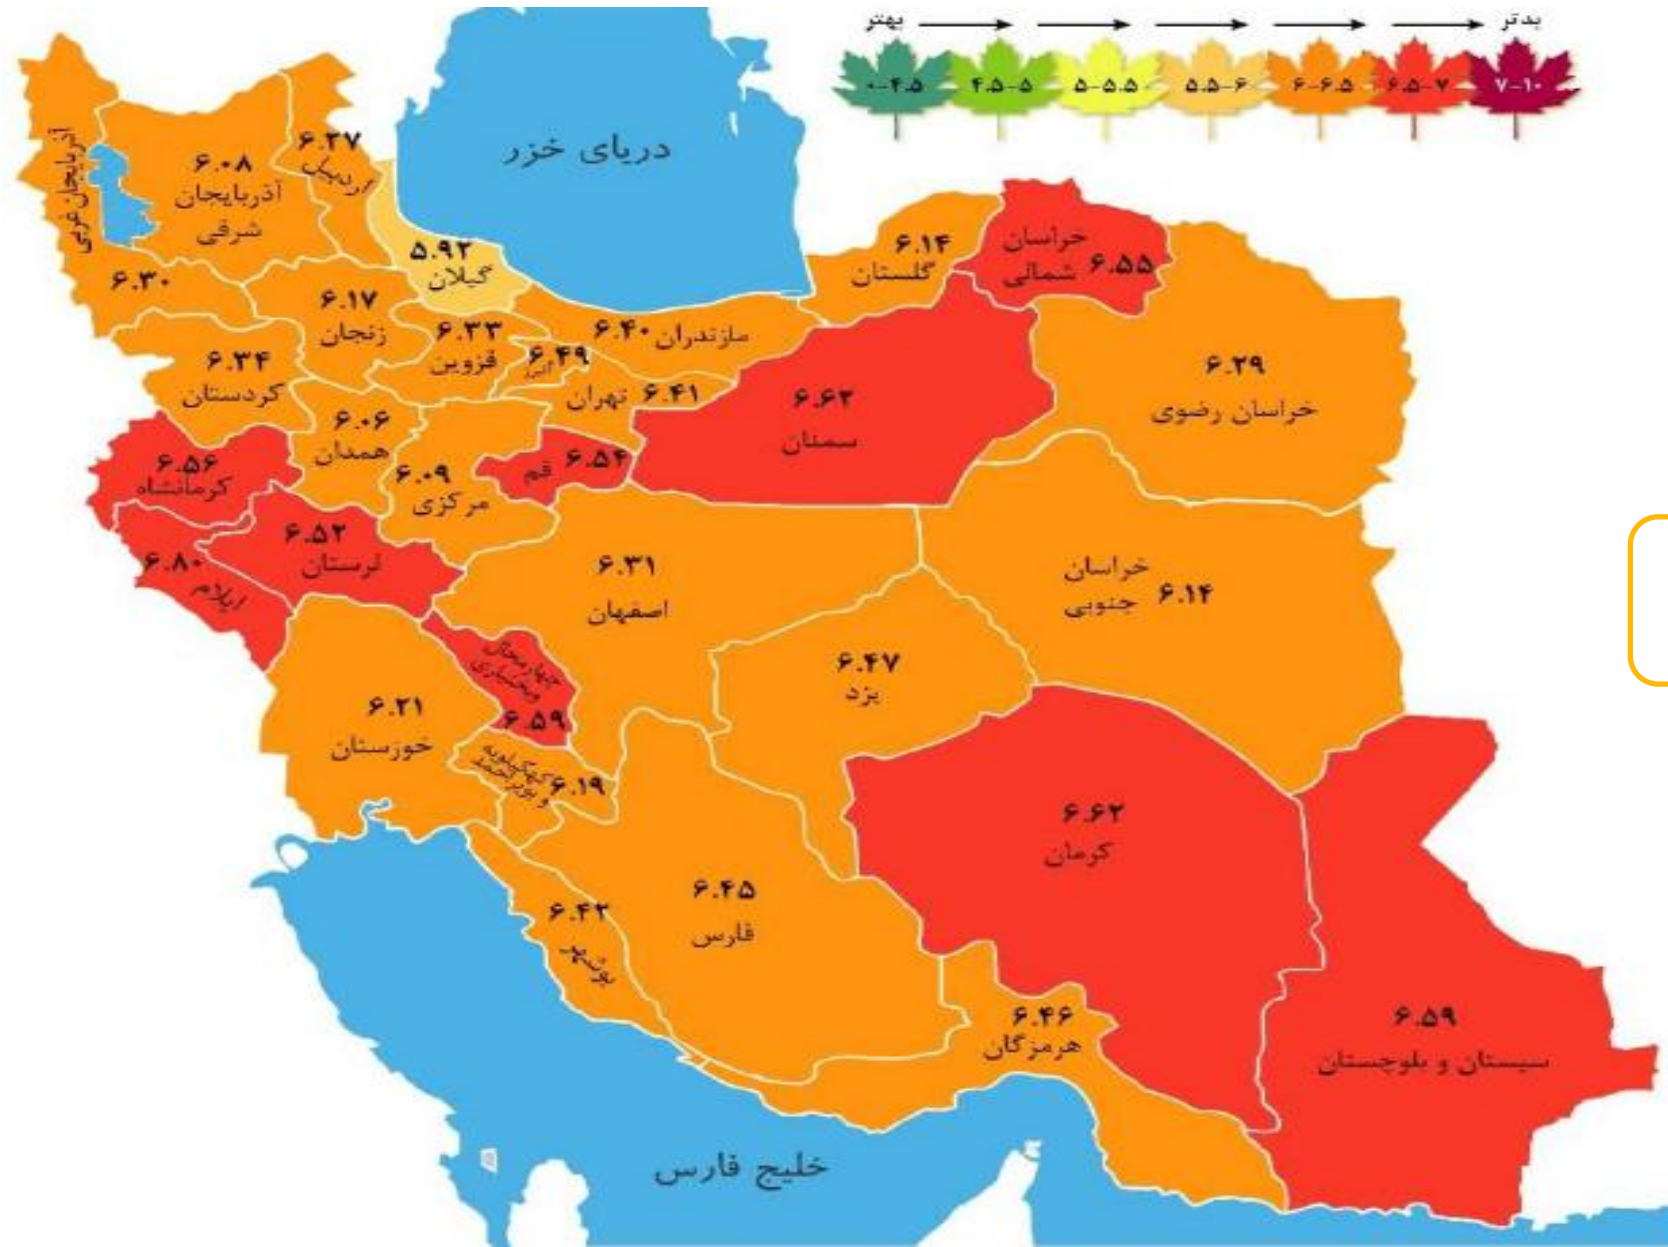 بهتر
بدتر
۰-۴.۵
۴.۵-۵
۵-۵.۵
۵.۵-۶
۶-۶.۵
۶.۵-۷
۷-۱۰
دریای خزر
آذربایجان غربی
۶.۳۰
۶.۰۸
آذربایجان
شرقی
۶.۲۷
اردبیل
۵.۹۲
گیلان
۶.۱۴
گلستان
خراسان
شمالی ۶.۵۵
۶.۱۷
زنجان
۶.۳۳
قزوین
۶.۴۹
البرز
مازندران ۶.۴۰
تهران ۶.۴۱
۶.۳۴
کردستان
۶.۰۶
همدان
۶.۶۳
سمنان
۶.۲۹
خراسان رضوی
۶.۵۶
کرمانشاه
۶.۰۹
مرکزی
قم ۶.۵۴
۶.۵۲
لرستان
۶.۸۰
ایلام
۶.۳۱
اصفهان
خراسان
جنوبی ۶.۱۴
چهارمحال
وبختیاری
۶.۵۹
۶.۴۷
یزد
۶.۲۱
خوزستان
کهگیلویه
و بویراحمد
۶.۱۹
۶.۶۲
کرمان
۶.۴۵
فارس
۶.۴۲
بوشهر
۶.۴۶
هرمزگان
۶.۵۹
سیستان و بلوچستان
خلیج فارس